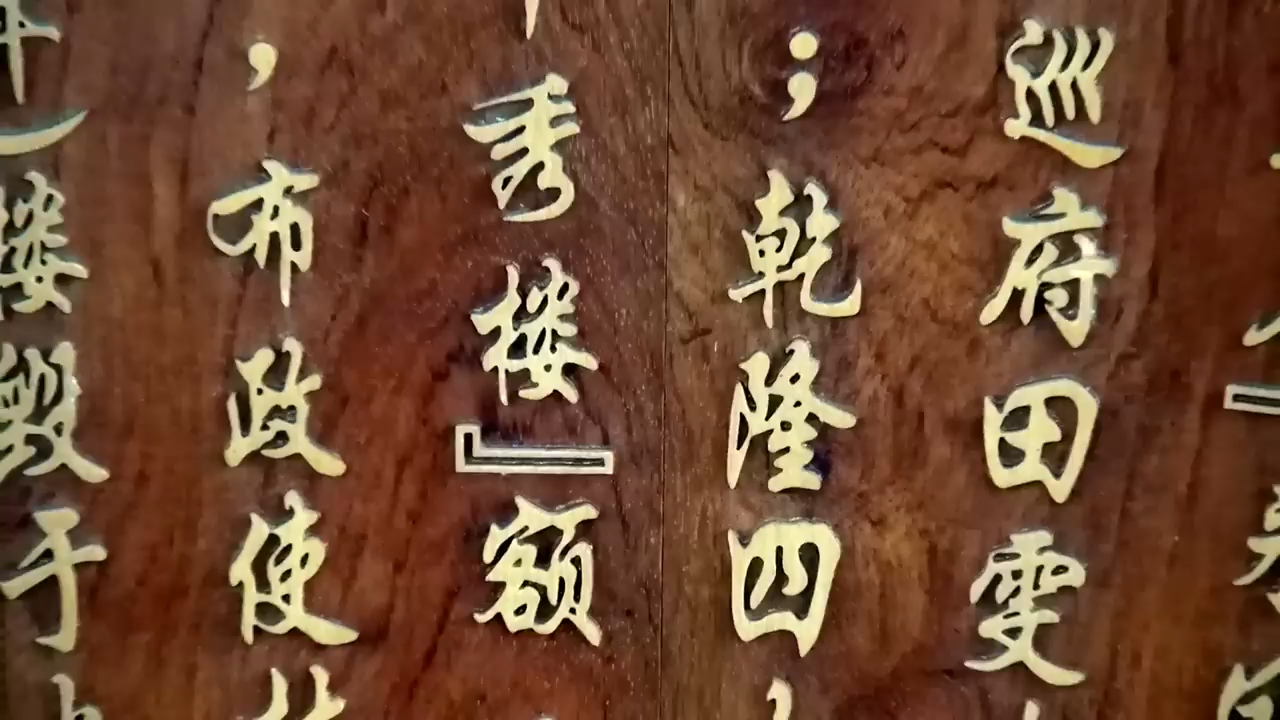 巡府田雯
；乾隆四
秀楼』额
，布政使
楼毁于